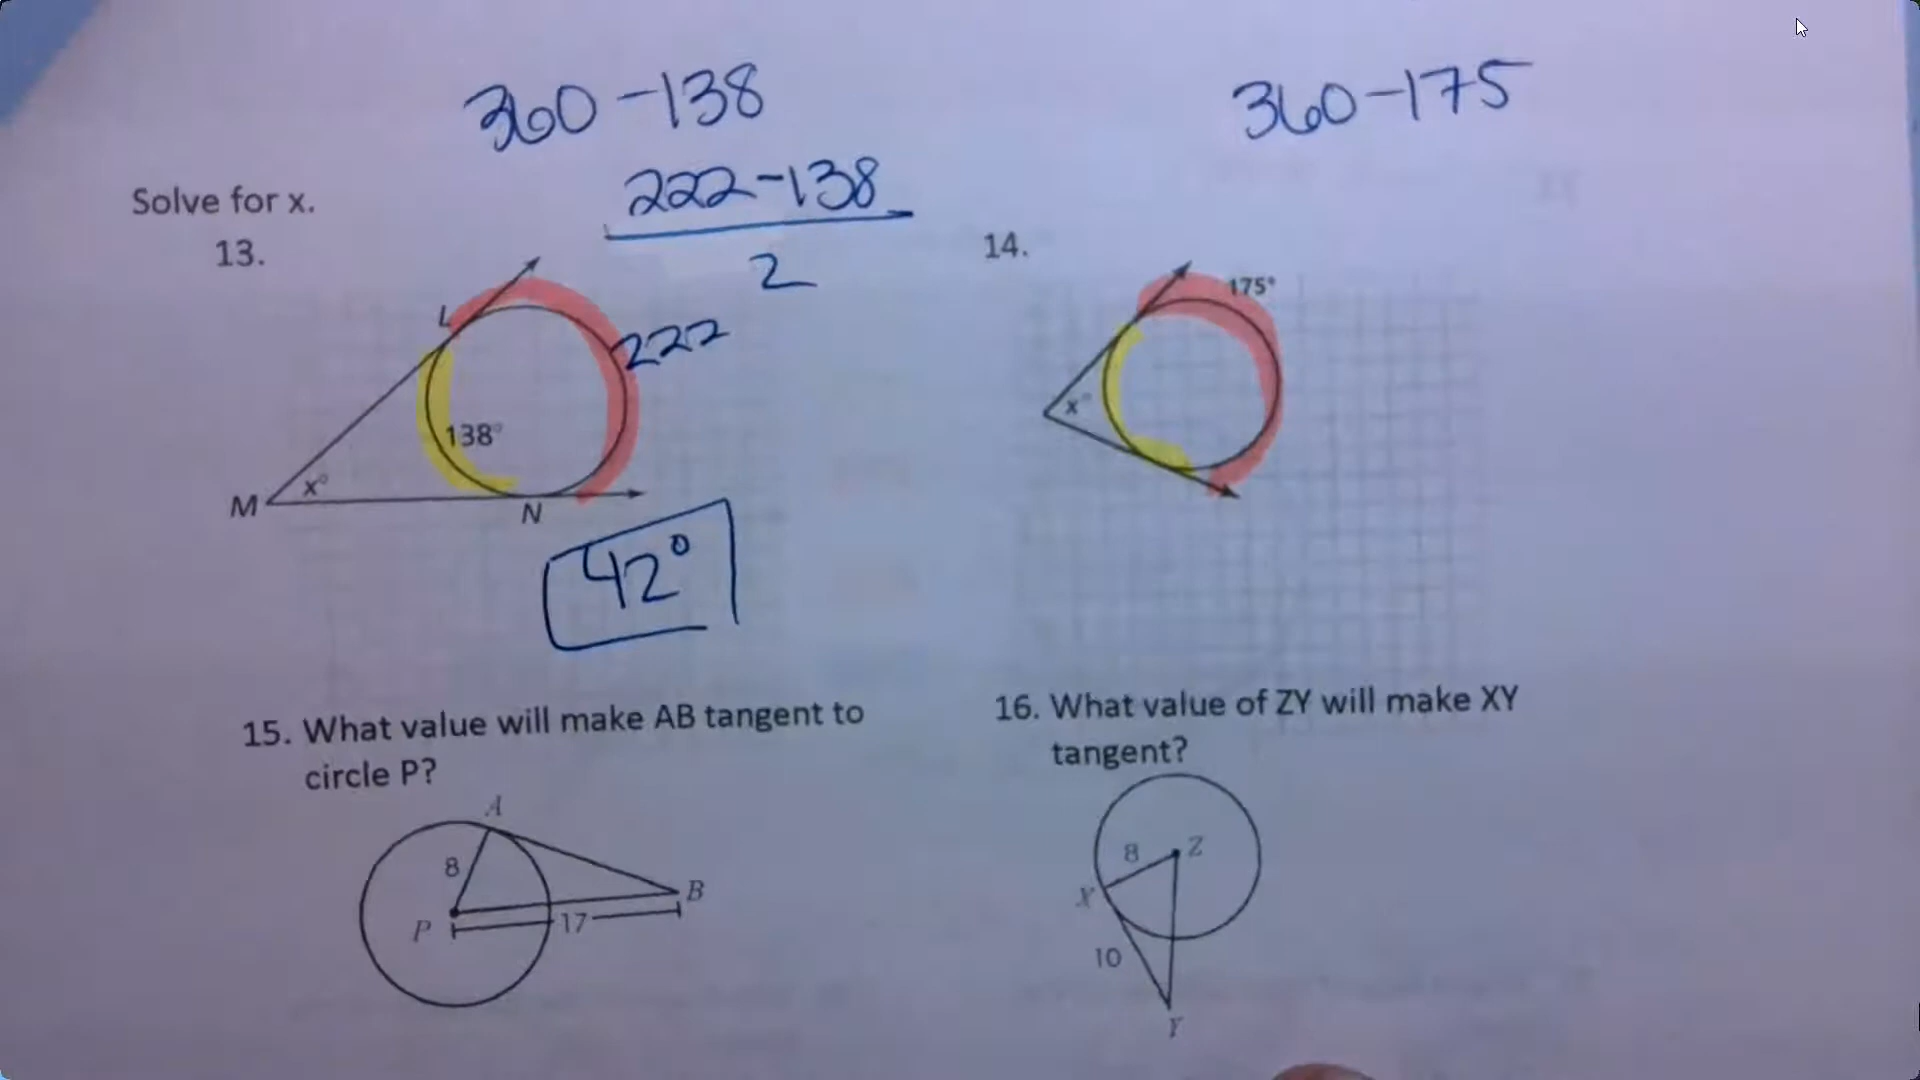 360-138
360-175
222-138
2
Solve for x.
13.
14.
L
222
138°
M
x°
N
42°
175°
x°
15. What value will make AB tangent to
circle P?
A
8
P
17
B
16. What value of ZY will make XY
tangent?
8
Z
X
10
Y